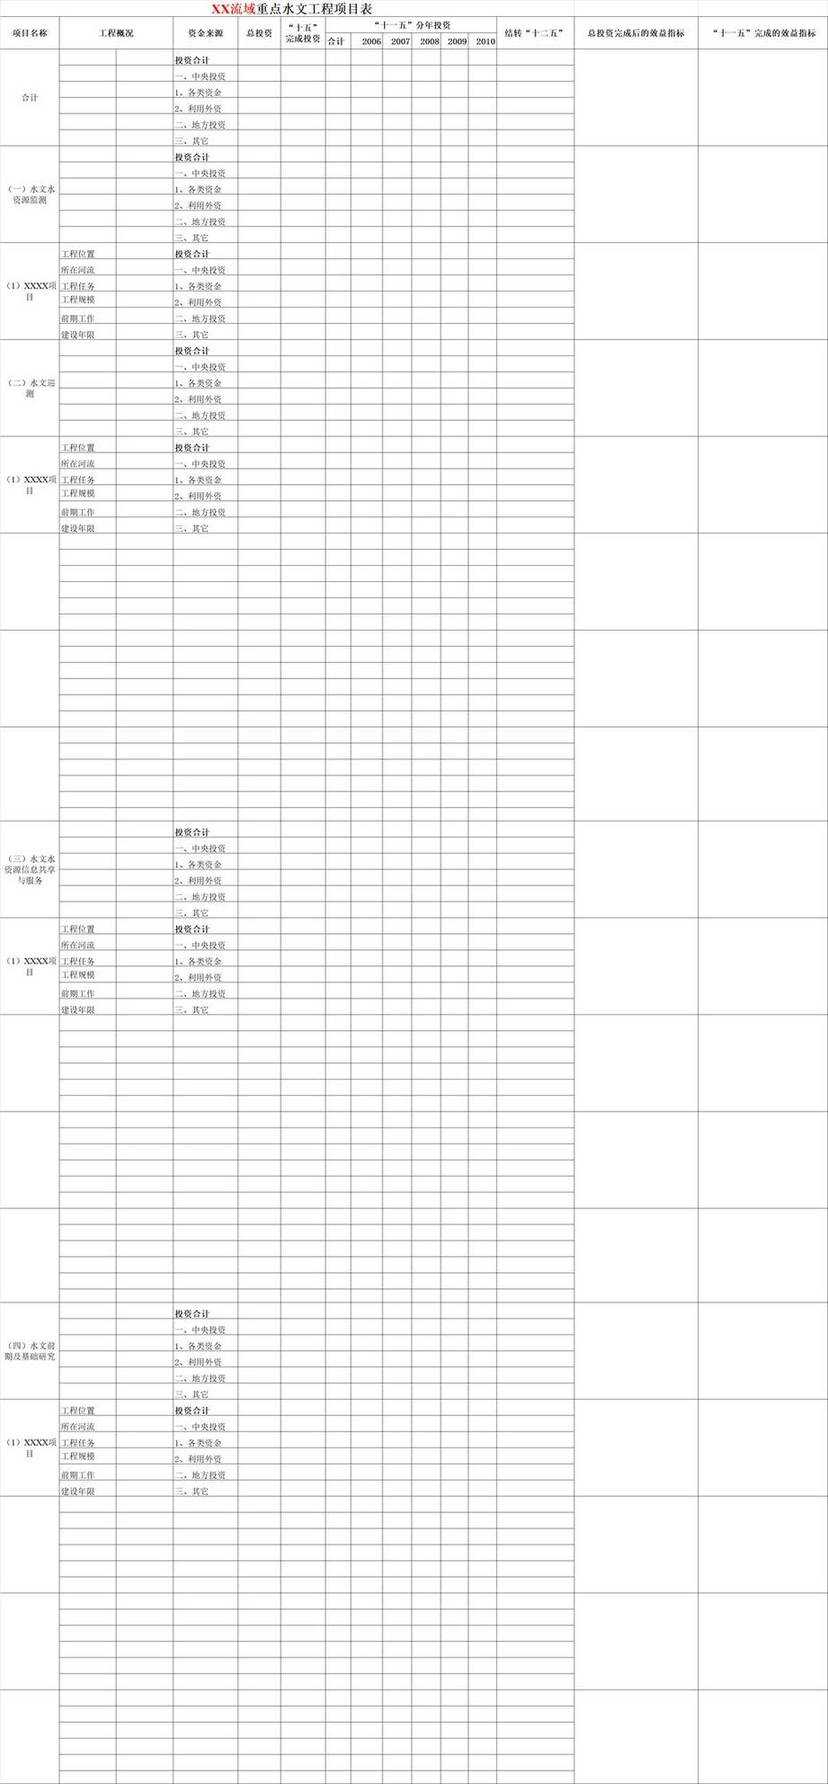 XX流域重点水文工程项目表
项目名称 工程概况 资金来源 总投资 “十五”完成投资 “十一五”分年投资 结转“十二五” 总投资完成后的效益指标 “十一五”完成的效益指标
合计 2006 2007 2008 2009 2010
合计
投资合计
一、中央投资
1、各类资金
2、利用外资
二、地方投资
三、其它
（一）水文水
资源监测
投资合计
一、中央投资
1、各类资金
2、利用外资
二、地方投资
三、其它
（1）XXXX项
目
工程位置 投资合计
所在河流 一、中央投资
工程任务 1、各类资金
工程规模 2、利用外资
前期工作 二、地方投资
建设年限 三、其它
（二）水文巡
测
投资合计
一、中央投资
1、各类资金
2、利用外资
二、地方投资
三、其它
（1）XXXX项
目
工程位置 投资合计
所在河流 一、中央投资
工程任务 1、各类资金
工程规模 2、利用外资
前期工作 二、地方投资
建设年限 三、其它
（三）水文水
资源信息共享
与服务
投资合计
一、中央投资
1、各类资金
2、利用外资
二、地方投资
三、其它
（1）XXXX项
目
工程位置 投资合计
所在河流 一、中央投资
工程任务 1、各类资金
工程规模 2、利用外资
前期工作 二、地方投资
建设年限 三、其它
（四）水文前
期及基础研究
投资合计
一、中央投资
1、各类资金
2、利用外资
二、地方投资
三、其它
（1）XXXX项
目
工程位置 投资合计
所在河流 一、中央投资
工程任务 1、各类资金
工程规模 2、利用外资
前期工作 二、地方投资
建设年限 三、其它